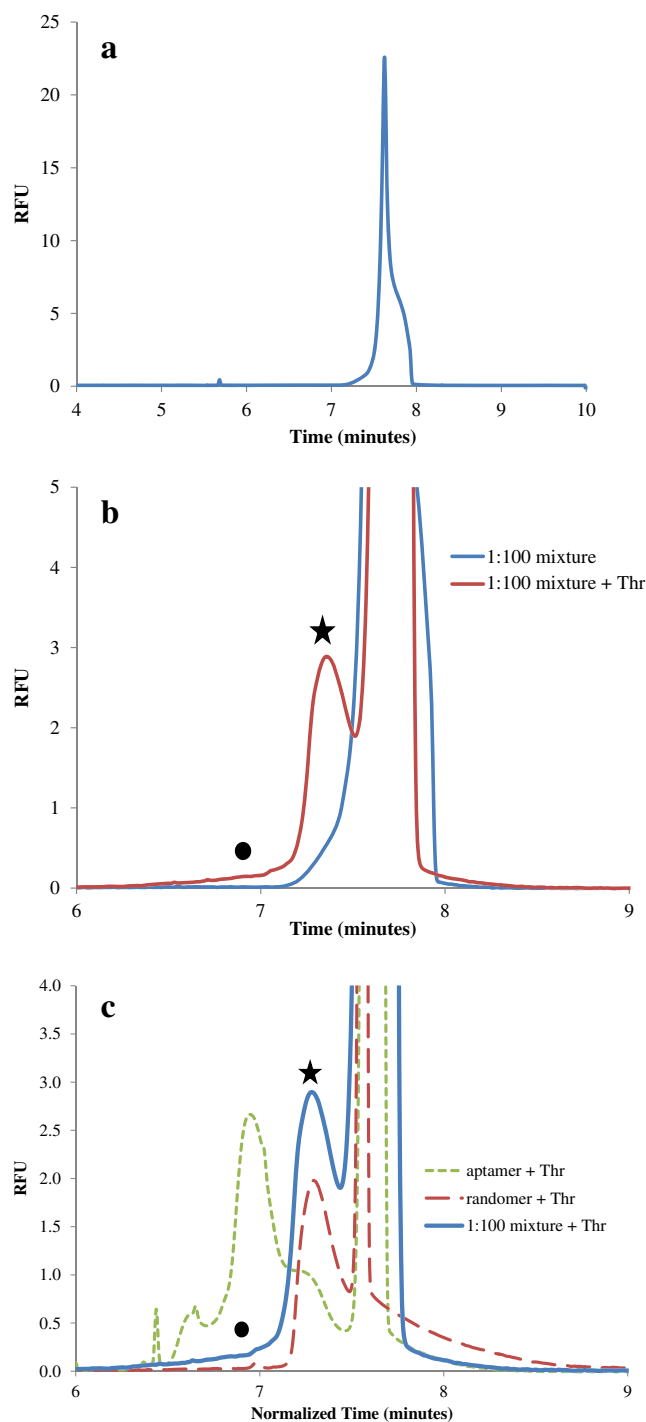 a
25
20
15
10
5
0
RFU
4 5 6 7 8 9 10
Time (minutes)
b
5
4
3
2
1
0
RFU
1:100 mixture
1:100 mixture + Thr
6 7 8 9
Time (minutes)
c
4.0
3.5
3.0
2.5
2.0
1.5
1.0
0.5
0.0
RFU
aptamer + Thr
randomer + Thr
1:100 mixture + Thr
6 7 8 9
Normalized Time (minutes)